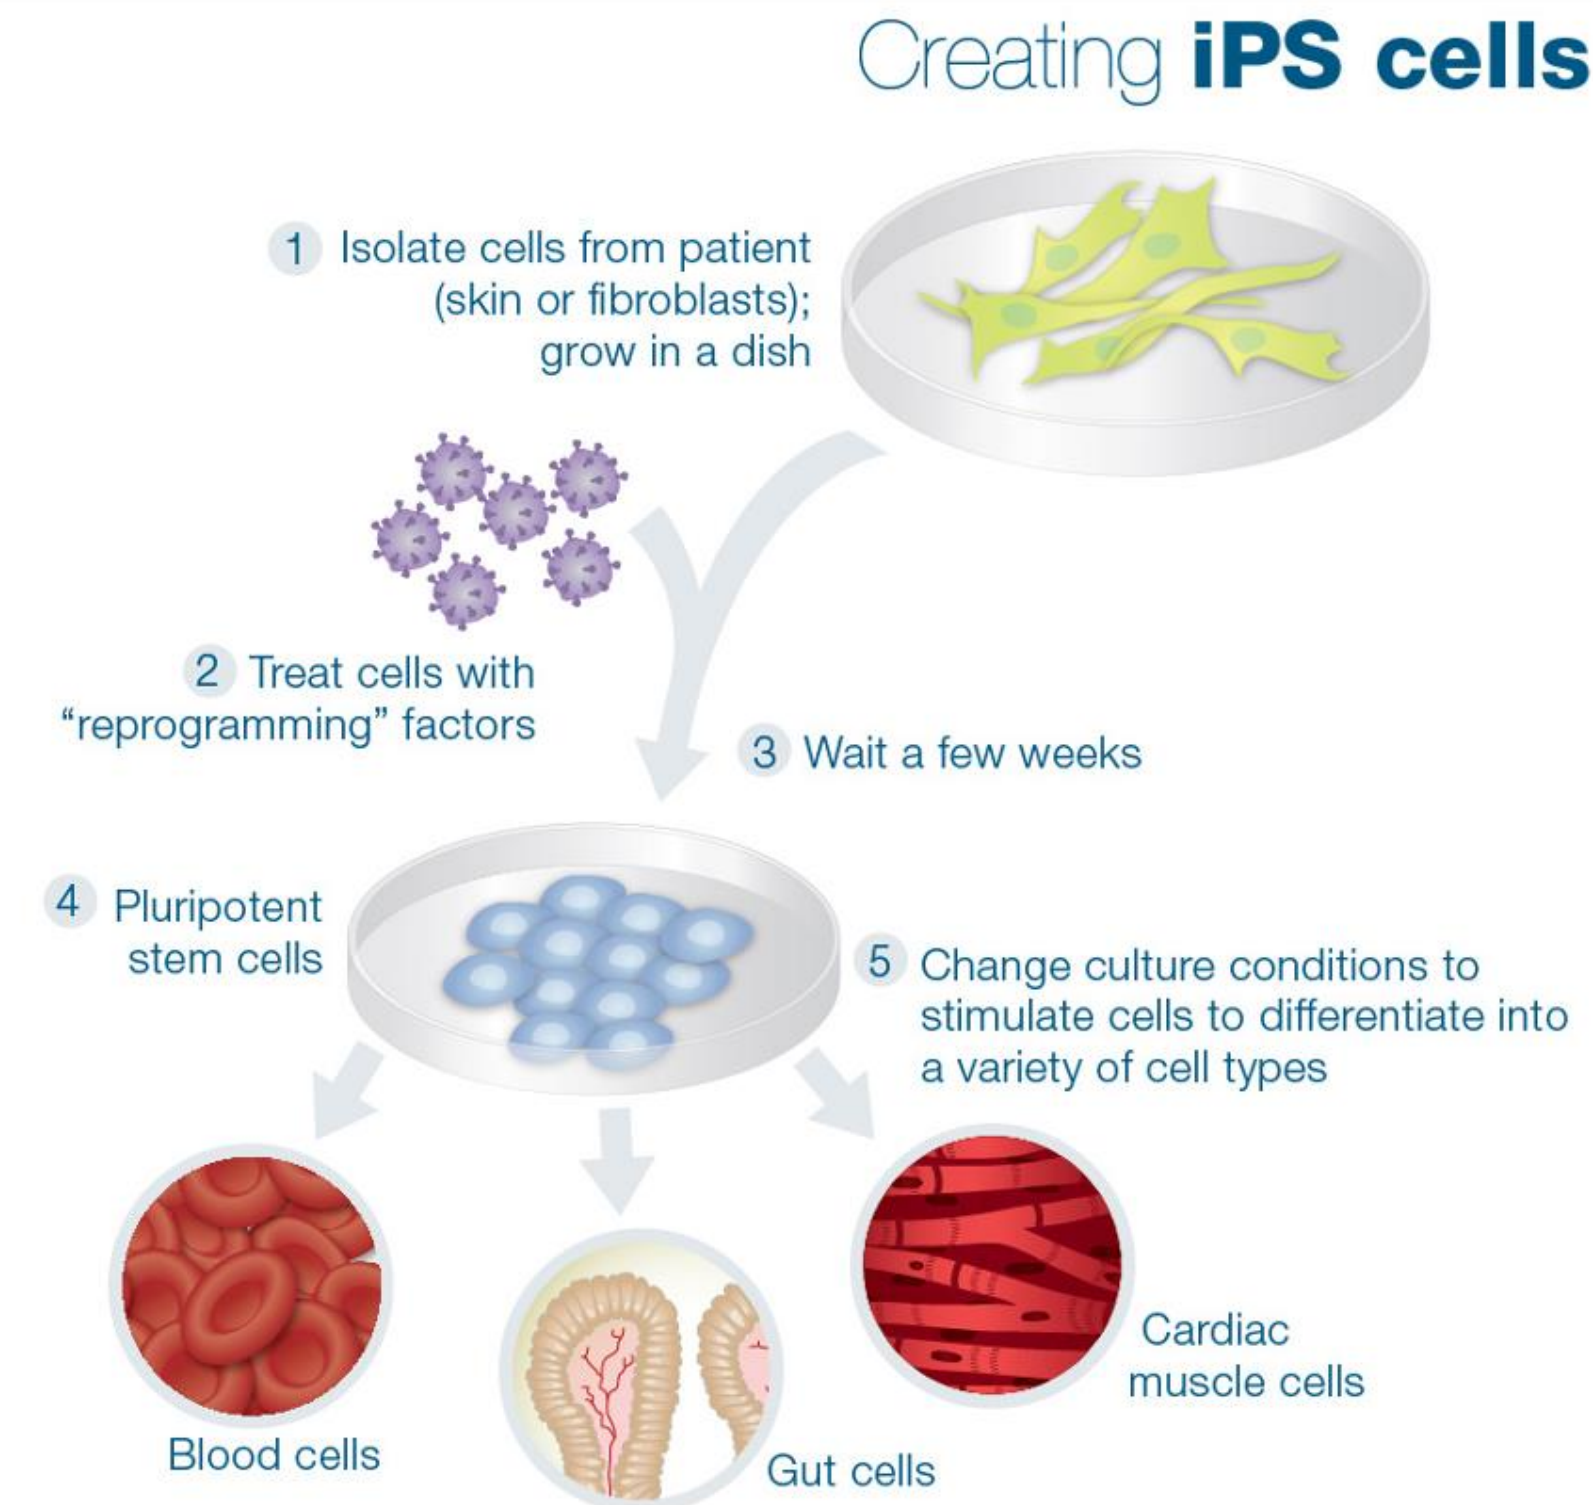 Creating iPS cells
1 Isolate cells from patient
(skin or fibroblasts);
grow in a dish
2 Treat cells with
“reprogramming” factors
3 Wait a few weeks
4 Pluripotent
stem cells
5 Change culture conditions to
stimulate cells to differentiate into
a variety of cell types
Blood cells
Gut cells
Cardiac
muscle cells